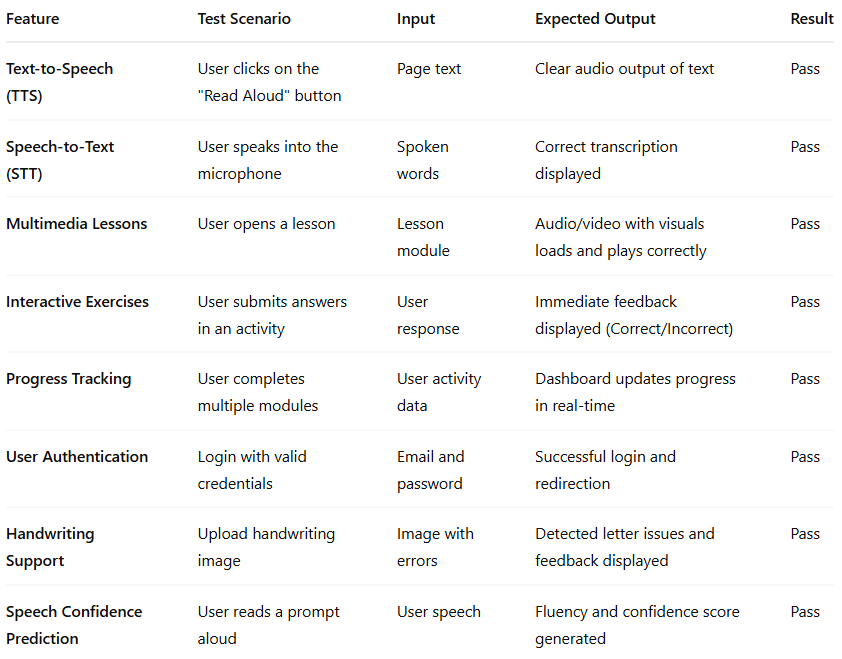 Feature Test Scenario Input Expected Output Result
Text-to-Speech User clicks on the Page text Clear audio output of text Pass
(TTS) "Read Aloud" button
Speech-to-Text User speaks into the Spoken Correct transcription Pass
(STT) microphone words displayed
Multimedia Lessons User opens a lesson Lesson Audio/video with visuals Pass
module loads and plays correctly
Interactive Exercises User submits answers User Immediate feedback Pass
in an activity response displayed (Correct/Incorrect)
Progress Tracking User completes User activity Dashboard updates progress Pass
multiple modules data in real-time
User Authentication Login with valid Email and Successful login and Pass
credentials password redirection
Handwriting Upload handwriting Image with Detected letter issues and Pass
Support image errors feedback displayed
Speech Confidence User reads a prompt User speech Fluency and confidence score Pass
Prediction aloud generated